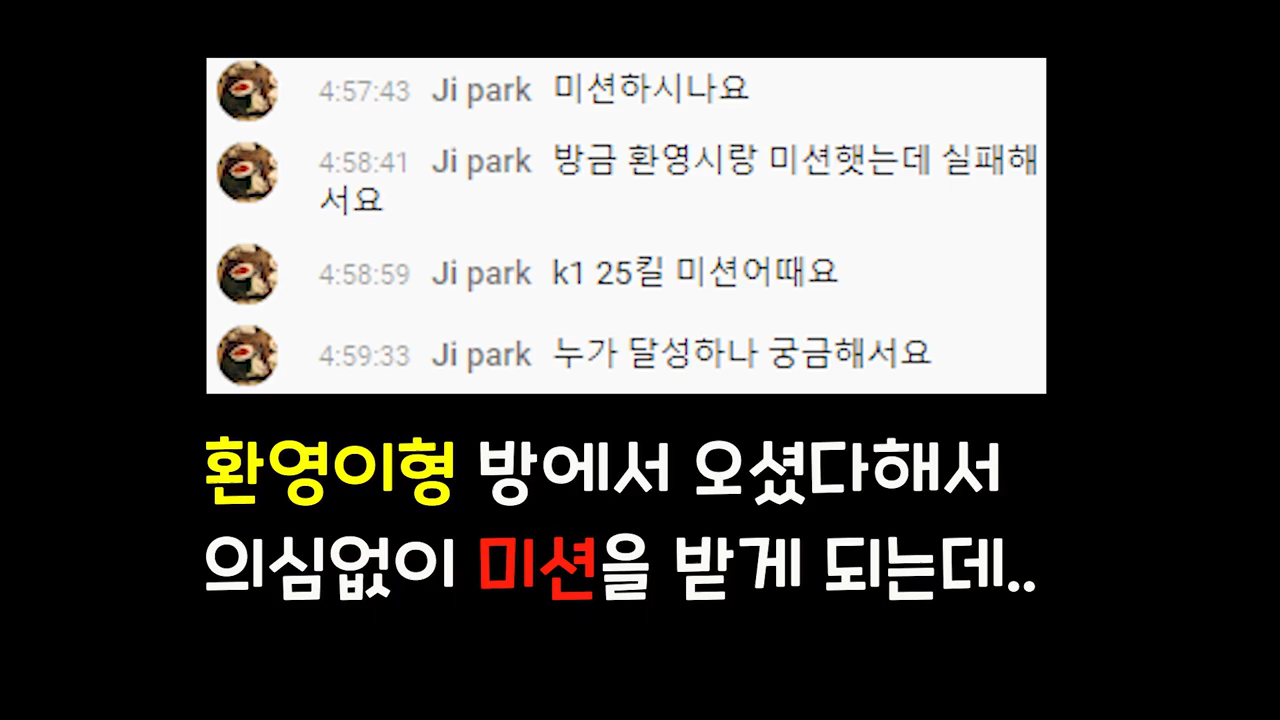 4:57:43 Ji park 미션하시나요
4:58:41 Ji park 방금 환영시랑 미션햇는데 실패해
서요
4:58:59 Ji park k1 25킬 미션어때요
4:59:33 Ji park 누가 달성하나 궁금해서요
환영이형 방에서 오셨다해서
의심없이 미션을 받게 되는데..